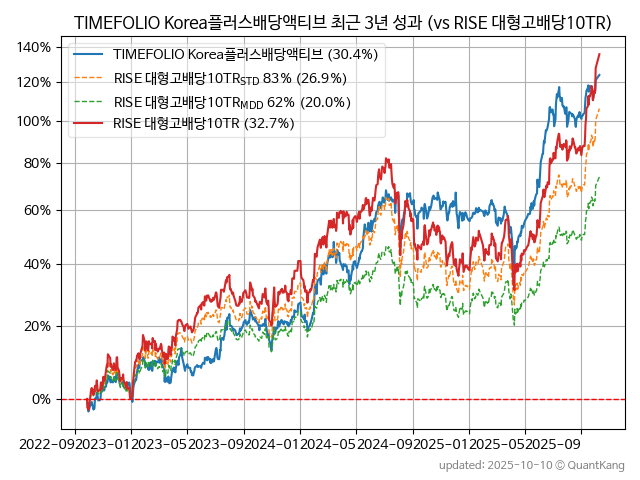 TIMEFOLIO Korea플러스배당액티브 최근 3년 성과 (vs RISE 대형고배당10TR)
140%
120%
100%
80%
60%
40%
20%
0%
TIMEFOLIO Korea플러스배당액티브 (30.4%)
RISE 대형고배당10TR_STD 83% (26.9%)
RISE 대형고배당10TR_MDD 62% (20.0%)
RISE 대형고배당10TR (32.7%)
2022-09 2023-01 2023-05 2023-09 2024-01 2024-05 2024-09 2025-01 2025-05 2025-09
updated: 2025-10-10 © QuantKang